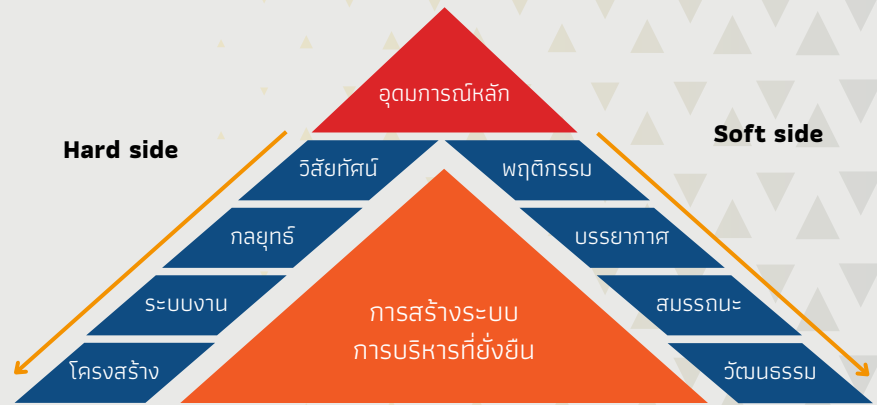 อุดมการณ์หลัก
Hard side
Soft side
วิสัยทัศน์
พฤติกรรม
กลยุทธ์
บรรยากาศ
ระบบงาน
การสร้างระบบ
การบริหารที่ยั่งยืน
สมรรถนะ
โครงสร้าง
วัฒนธรรม